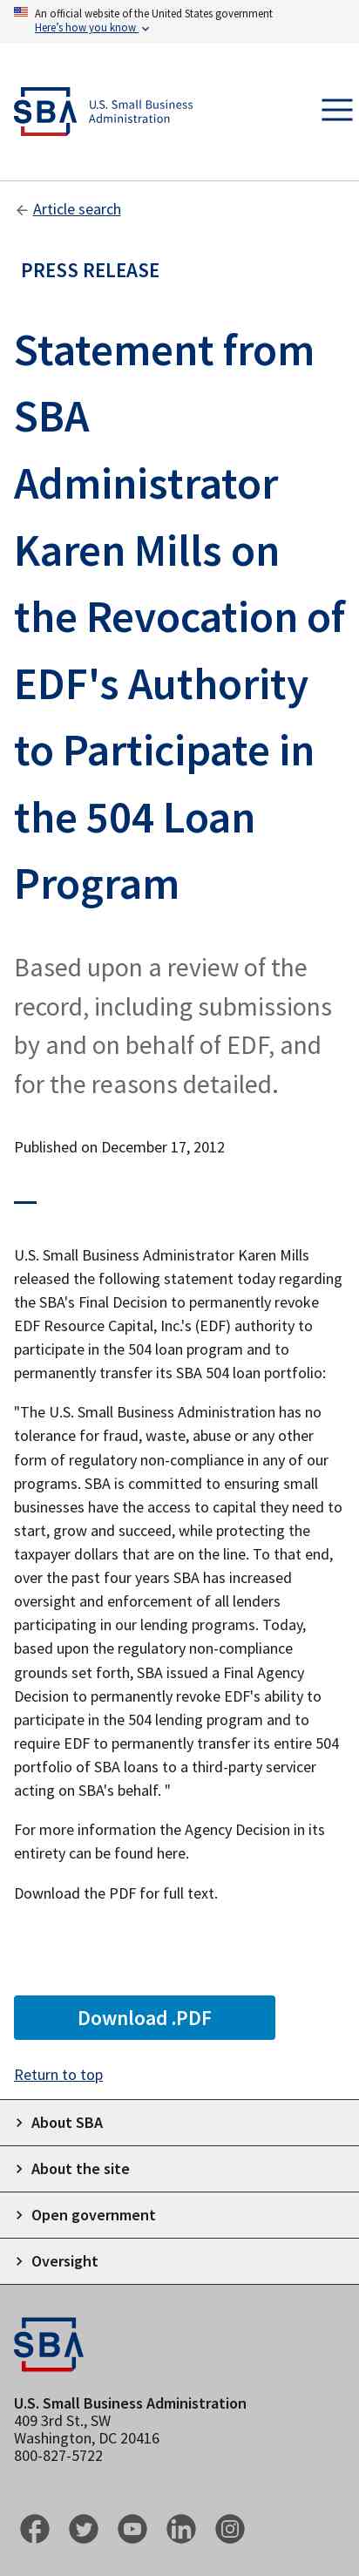 An official website of the United States government
Here’s how you know
SBA
U.S. Small Business
Administration
Article search
PRESS RELEASE
Statement from
SBA
Administrator
Karen Mills on
the Revocation of
EDF's Authority
to Participate in
the 504 Loan
Program
Based upon a review of the
record, including submissions
by and on behalf of EDF, and
for the reasons detailed.
Published on December 17, 2012
U.S. Small Business Administrator Karen Mills
released the following statement today regarding
the SBA's Final Decision to permanently revoke
EDF Resource Capital, Inc.'s (EDF) authority to
participate in the 504 loan program and to
permanently transfer its SBA 504 loan portfolio:
"The U.S. Small Business Administration has no
tolerance for fraud, waste, abuse or any other
form of regulatory non-compliance in any of our
programs. SBA is committed to ensuring small
businesses have the access to capital they need to
start, grow and succeed, while protecting the
taxpayer dollars that are on the line. To that end,
over the past four years SBA has increased
oversight and enforcement of all lenders
participating in our lending programs. Today,
based upon the regulatory non-compliance
grounds set forth, SBA issued a Final Agency
Decision to permanently revoke EDF's ability to
participate in the 504 lending program and to
require EDF to permanently transfer its entire 504
portfolio of SBA loans to a third-party servicer
acting on SBA's behalf. "
For more information the Agency Decision in its
entirety can be found here.
Download the PDF for full text.
Download .PDF
Return to top
About SBA
About the site
Open government
Oversight
SBA
U.S. Small Business Administration
409 3rd St., SW
Washington, DC 20416
800-827-5722